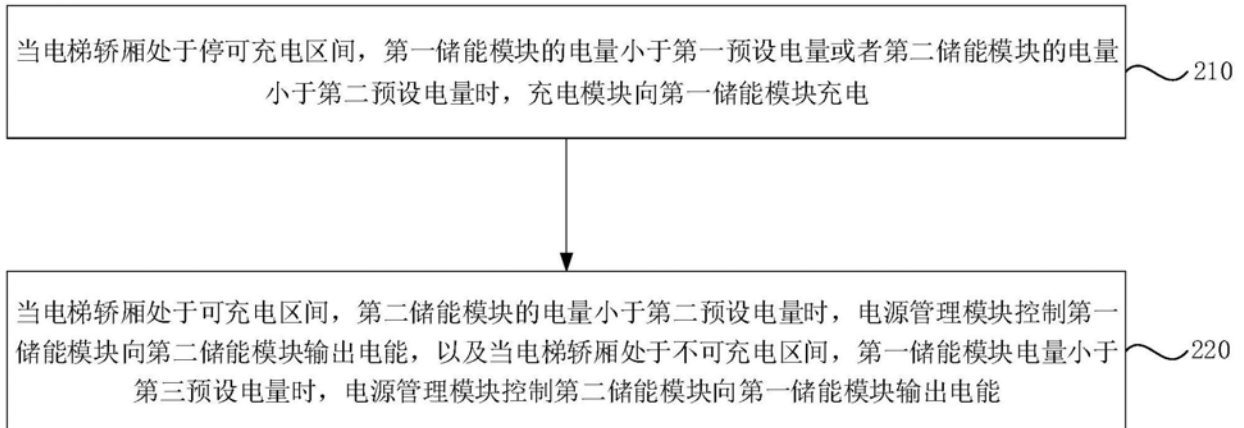 当电梯轿厢处于停可充电区间，第一储能模块的电量小于第一预设电量或者第二储能模块的电量
小于第二预设电量时，充电模块向第一储能模块充电
210
当电梯轿厢处于可充电区间，第二储能模块的电量小于第二预设电量时，电源管理模块控制第一
储能模块向第二储能模块输出电能，以及当电梯轿厢处于不可充电区间，第一储能模块电量小于
第三预设电量时，电源管理模块控制第二储能模块向第一储能模块输出电能
220